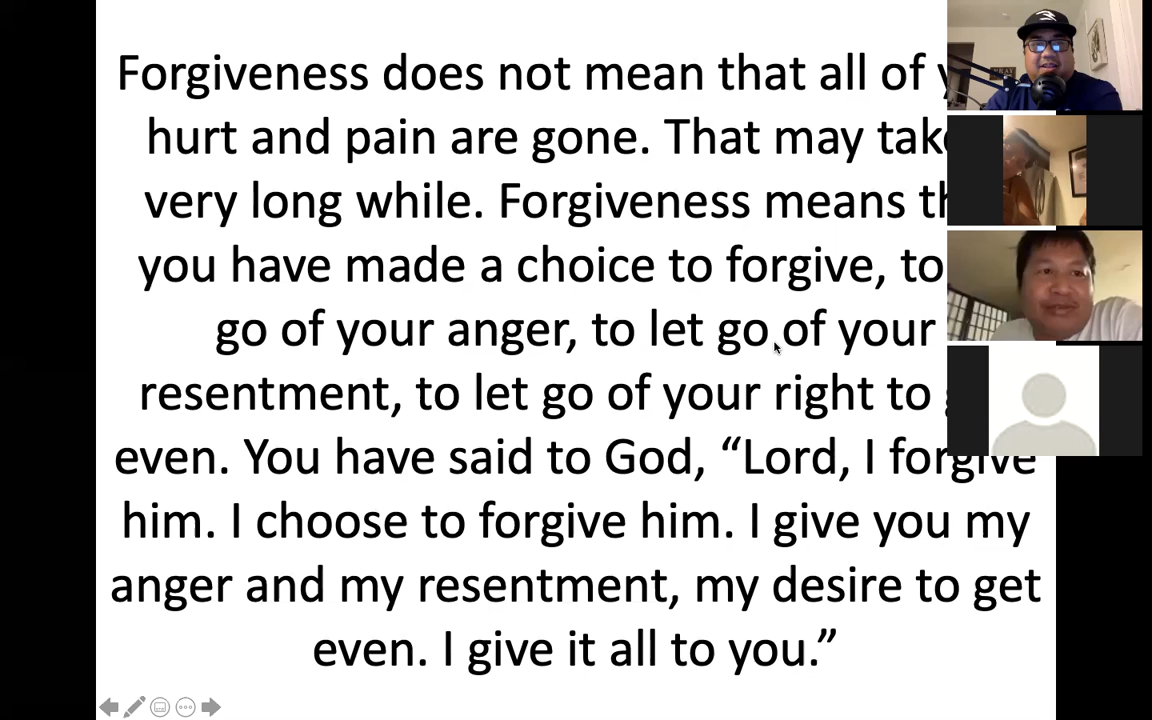 Forgiveness does not mean that all of
hurt and pain are gone. That may take
very long while. Forgiveness means
you have made a choice to forgive, to
go of your anger, to let go of your
resentment, to let go of your right to
even. You have said to God, “Lord, I forgive
him. I choose to forgive him. I give you my
anger and my resentment, my desire to get
even. I give it all to you.”